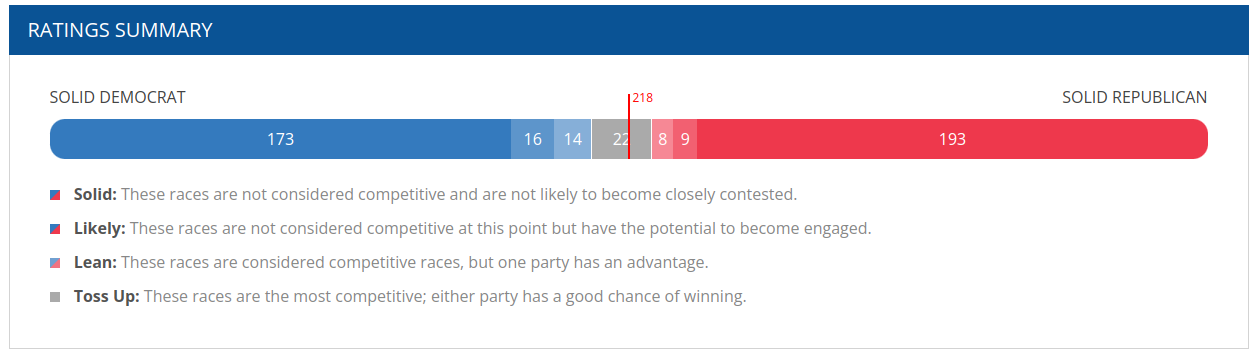 RATINGS SUMMARY
SOLID DEMOCRAT 218 SOLID REPUBLICAN
173 16 14 22 8 9 193
Solid: These races are not considered competitive and are not likely to become closely contested.
Likely: These races are not considered competitive at this point but have the potential to become engaged.
Lean: These races are considered competitive races, but one party has an advantage.
Toss Up: These races are the most competitive; either party has a good chance of winning.